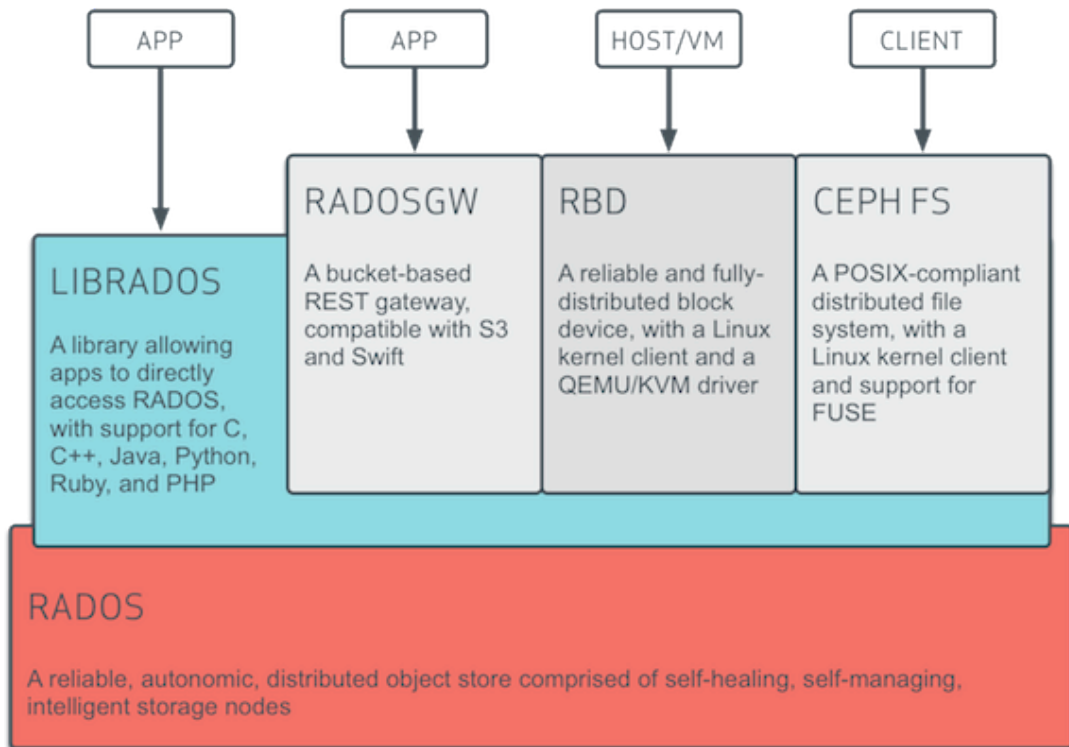 APP
APP
HOST/VM
CLIENT
LIBRADOS
A library allowing
apps to directly
access RADOS,
with support for C,
C++, Java, Python,
Ruby, and PHP
RADOSGW
A bucket-based
REST gateway,
compatible with S3
and Swift
RBD
A reliable and fully-
distributed block
device, with a Linux
kernel client and a
QEMU/KVM driver
CEPH FS
A POSIX-compliant
distributed file
system, with a
Linux kernel client
and support for
FUSE
RADOS
A reliable, autonomic, distributed object store comprised of self-healing, self-managing,
intelligent storage nodes